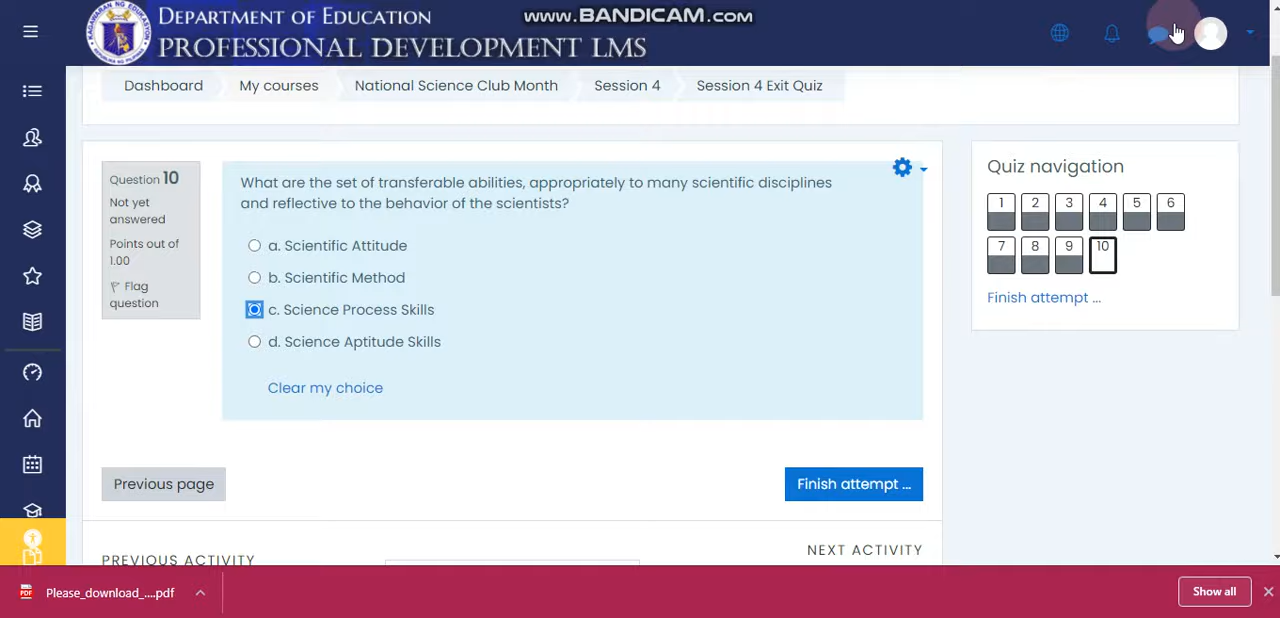 www.BANDICAM.com
DEPARTMENT OF EDUCATION
PROFESSIONAL DEVELOPMENT LMS
Dashboard
My courses
National Science Club Month
Session 4
Session 4 Exit Quiz
Question 10
Not yet
answered
Points out of
1.00
Flag
question
What are the set of transferable abilities, appropriately to many scientific disciplines
and reflective to the behavior of the scientists?
a. Scientific Attitude
b. Scientific Method
c. Science Process Skills
d. Science Aptitude Skills
Clear my choice
Quiz navigation
1 2 3 4 5 6
7 8 9 10
Finish attempt ...
Previous page
Finish attempt ...
PREVIOUS ACTIVITY
NEXT ACTIVITY
PDF
Please_download_....pdf
Show all